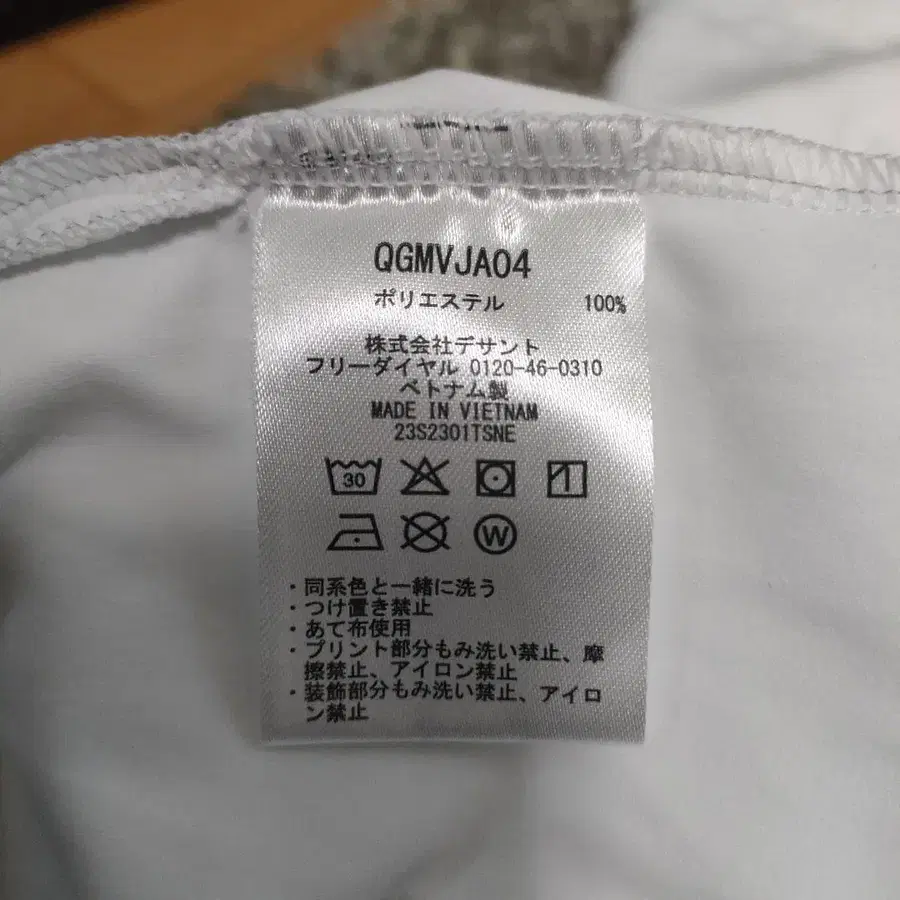 QGMVJA04
ポリエステル 100%
株式会社デサント
フリーダイヤル 0120-46-0310
ベトナム製
MADE IN VIETNAM
23S2301TSNE
30
W
・同系色と一緒に洗う
・つけ置き禁止
・あて布使用
・プリント部分もみ洗い禁止、摩
擦禁止、アイロン禁止
・装飾部分もみ洗い禁止、アイロ
ン禁止